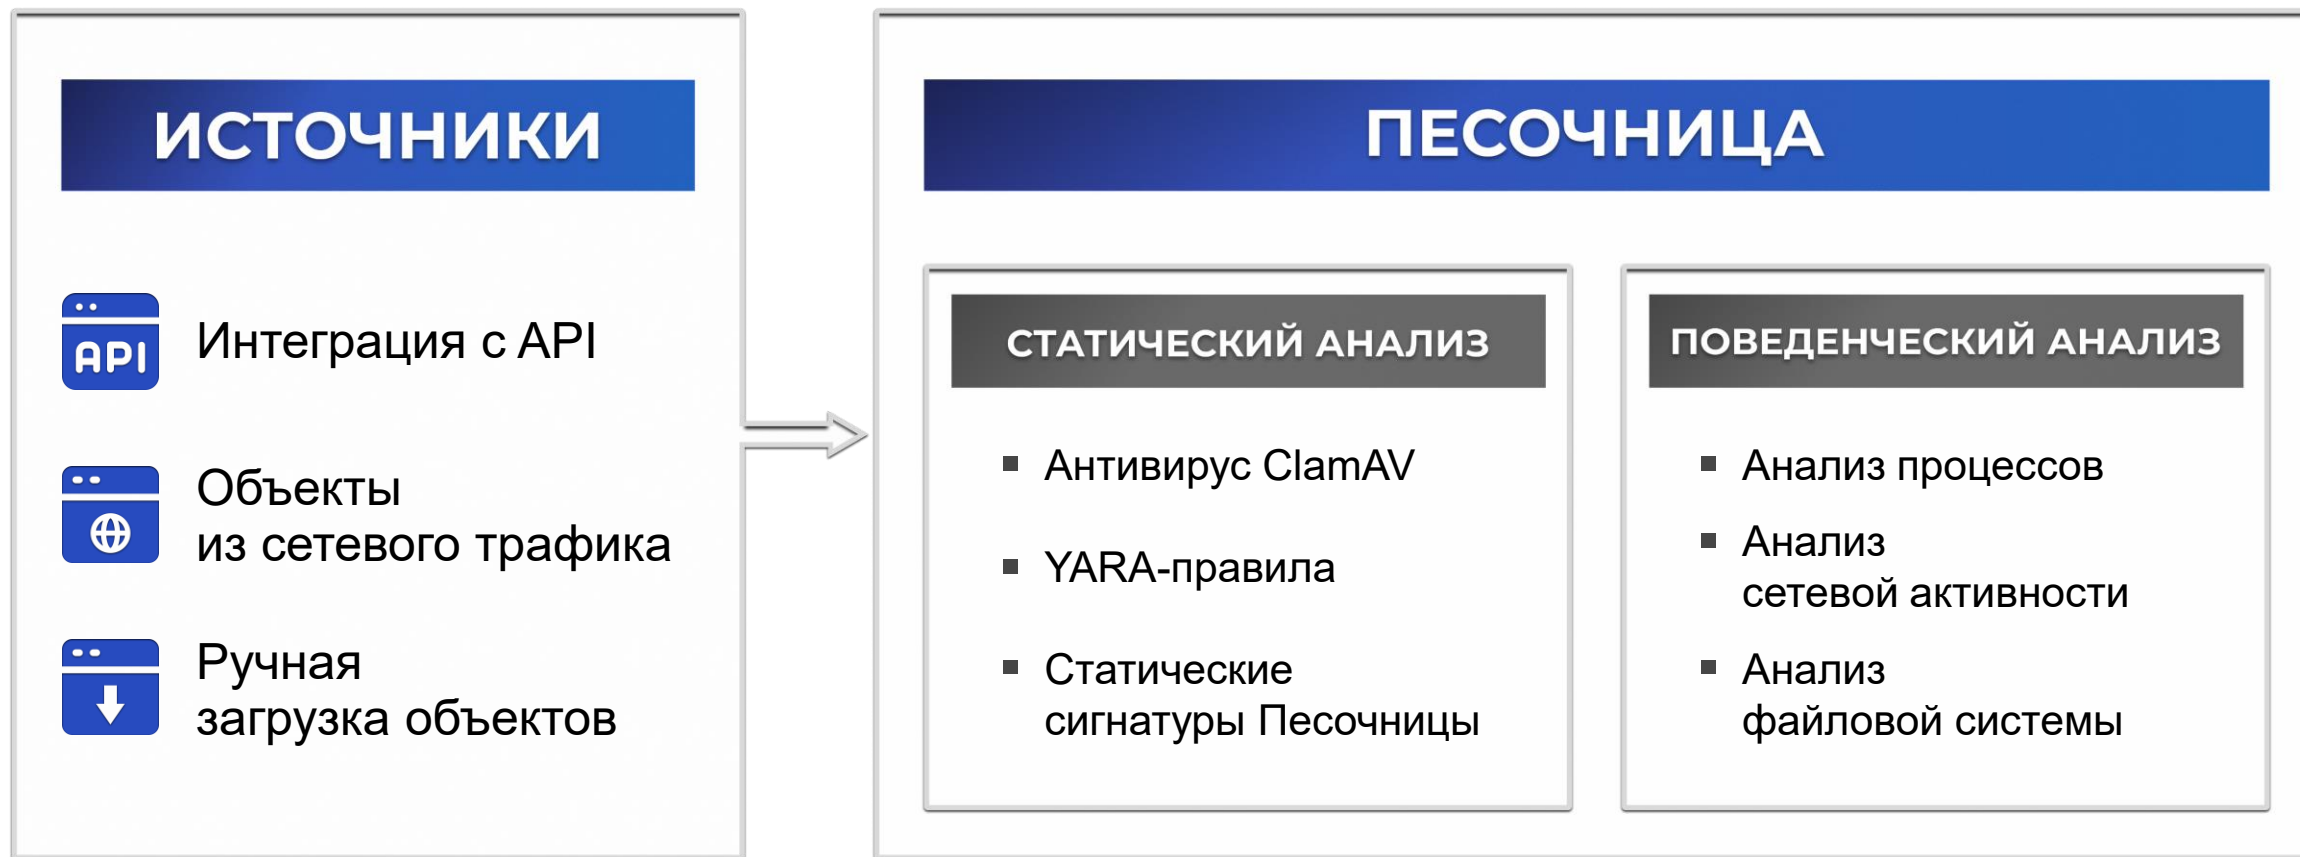 ИСТОЧНИКИ
API
Интеграция с API
Объекты
из сетевого трафика
Ручная
загрузка объектов
ПЕСОЧНИЦА
СТАТИЧЕСКИЙ АНАЛИЗ
Антивирус ClamAV
YARA-правила
Статические
сигнатуры Песочницы
ПОВЕДЕНЧЕСКИЙ АНАЛИЗ
Анализ процессов
Анализ
сетевой активности
Анализ
файловой системы